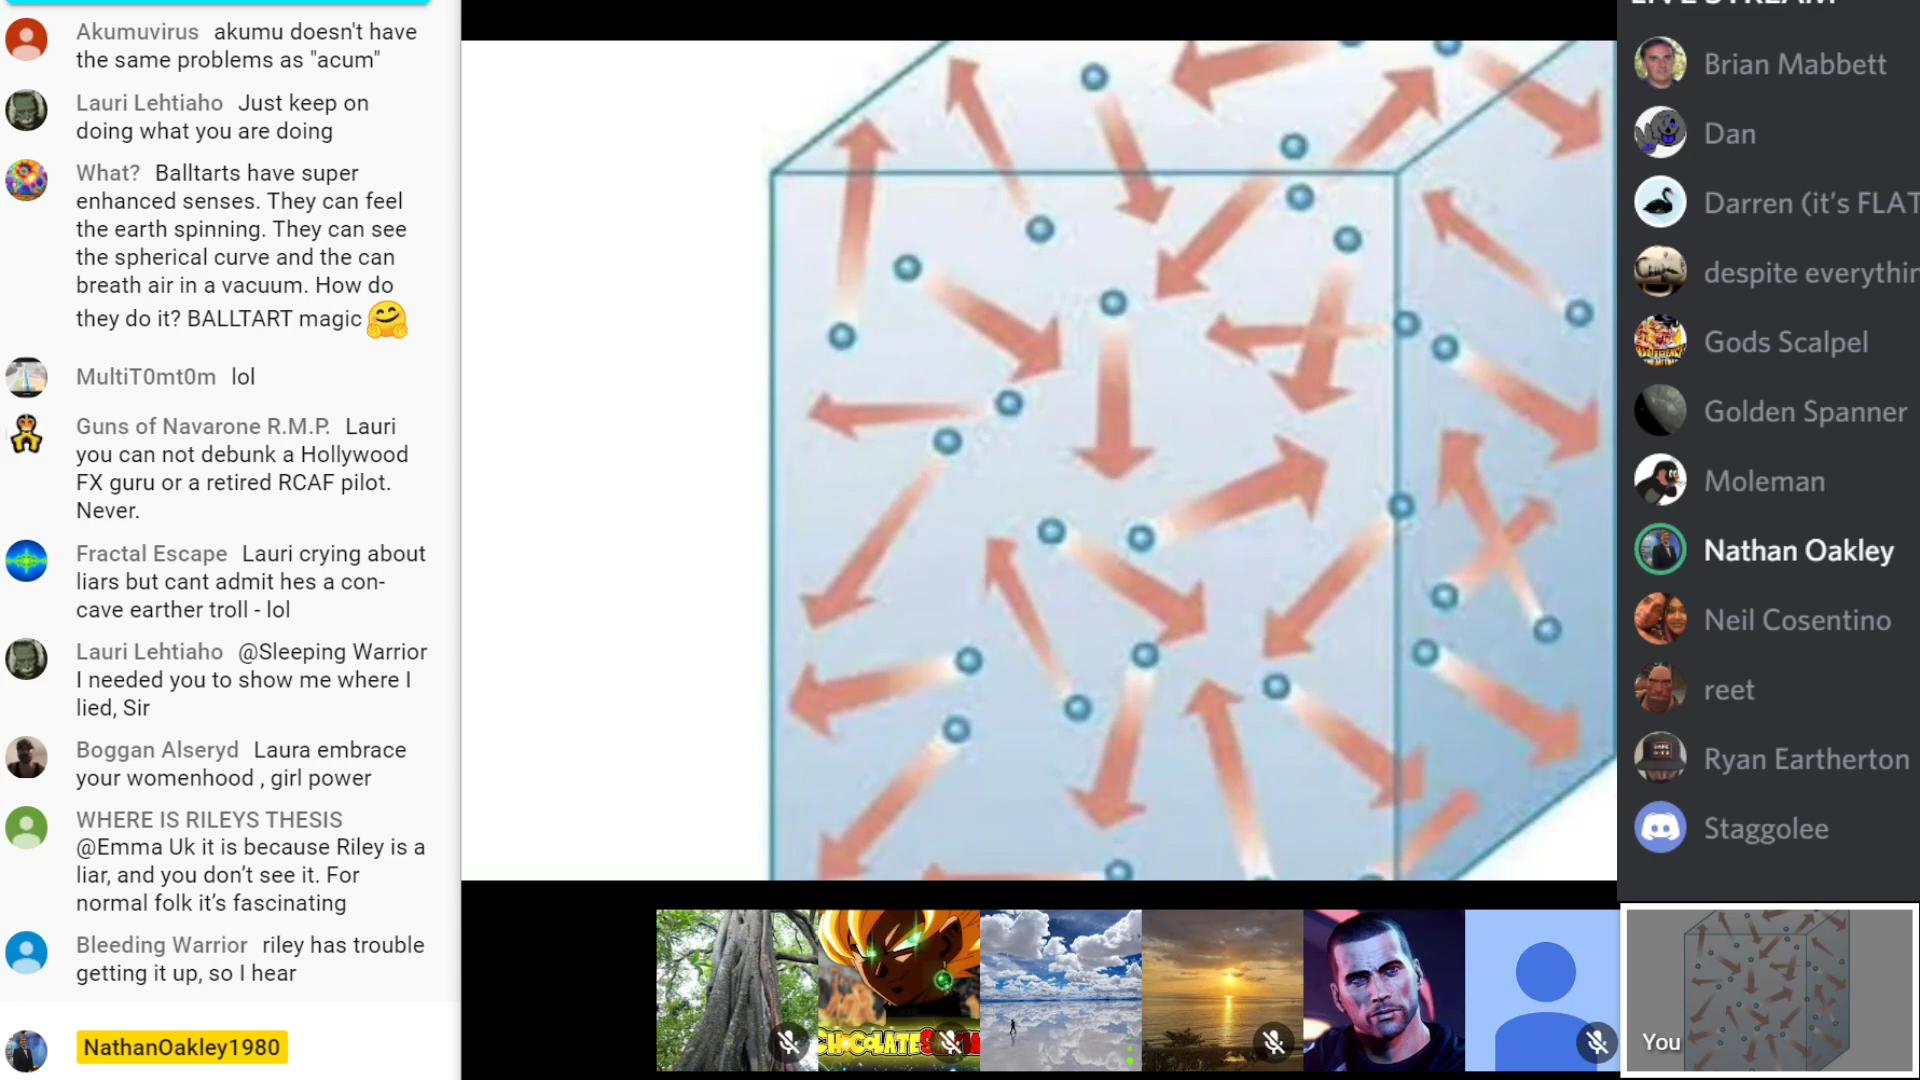 Akumuvirus akumu doesn't have
the same problems as "acum"
Lauri Lehtiaho Just keep on
doing what you are doing
What? Balltarts have super
enhanced senses. They can feel
the earth spinning. They can see
the spherical curve and the can
breath air in a vacuum. How do
they do it? BALLTART magic 🤗
MultiT0mt0m lol
Guns of Navarone R.M.P. Lauri
you can not debunk a Hollywood
FX guru or a retired RCAF pilot.
Never.
Fractal Escape Lauri crying about
liars but cant admit hes a con-
cave earther troll - lol
Lauri Lehtiaho @Sleeping Warrior
I needed you to show me where I
lied, Sir
Boggan Alseryd Laura embrace
your womenhood , girl power
WHERE IS RILEYS THESIS
@Emma Uk it is because Riley is a
liar, and you don't see it. For
normal folk it's fascinating
Bleeding Warrior riley has trouble
getting it up, so I hear
NathanOakley1980
LIVE STREAM
Brian Mabbett
Dan
Darren (it's FLAT
despite everythin
Gods Scalpel
Golden Spanner
Moleman
Nathan Oakley
Neil Cosentino
reet
Ryan Eartherton
Staggolee
You